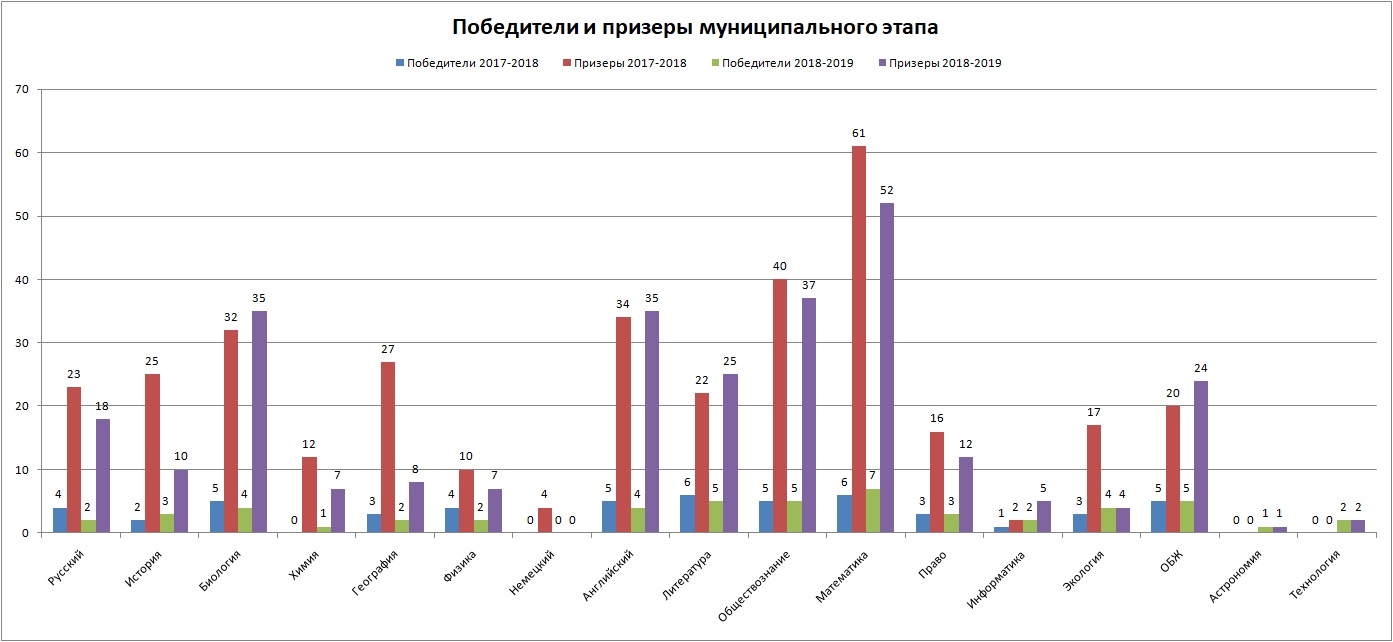 Победители и призеры муниципального этапа
Победители 2017-2018 Призеры 2017-2018 Победители 2018-2019 Призеры 2018-2019
70
60
50
40
30
20
10
0
4 23 2 18
2 25 3 10
5 32 4 35
0 12 1 7
3 27 2 8
4 10 2 7
0 4 0 0
5 34 4 35
6 22 5 25
5 40 5 37
6 61 7 52
3 16 3 12
1 2 2 5
3 17 4 4
5 20 5 24
0 0 1 1
0 0 2 2
Русский
История
Биология
Химия
География
Физика
Немецкий
Английский
Литература
Обществознание
Математика
Право
Информатика
Экология
ОБЖ
Астрономия
Технология